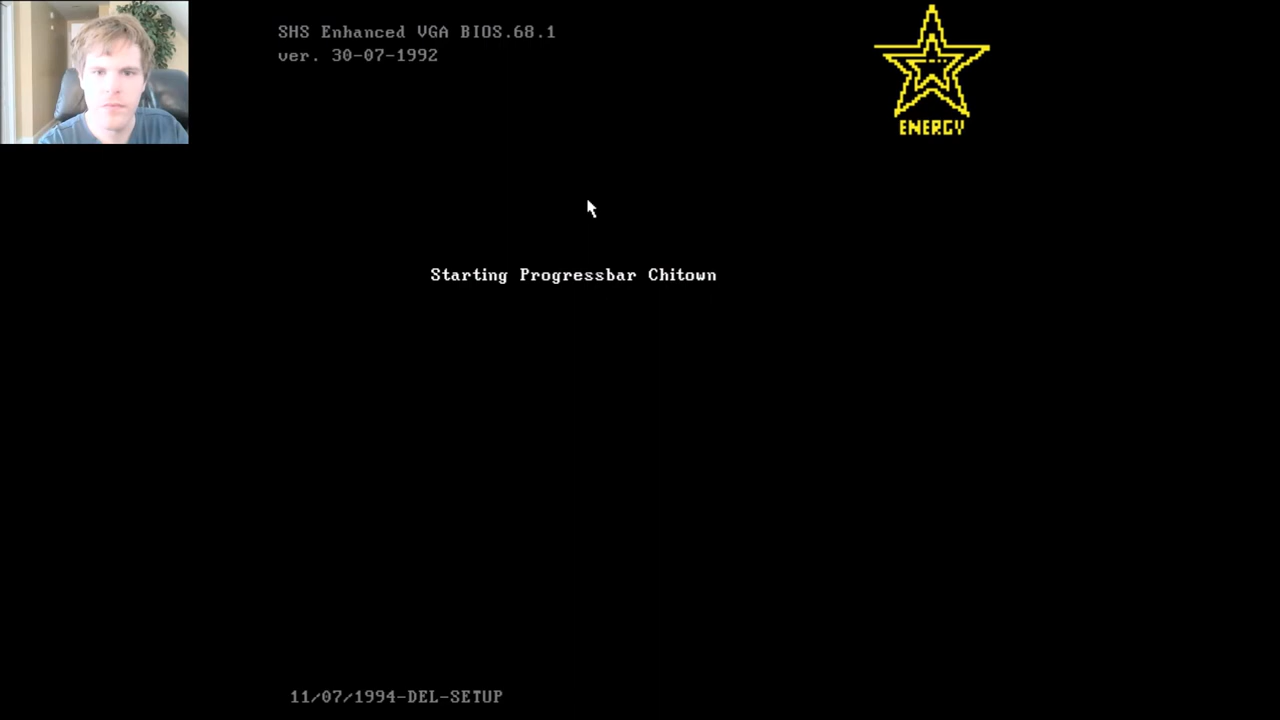 SHS Enhanced VGA BIOS.68.1
ver. 30-07-1992
ENERGY
Starting Progressbar Chitown
11/07/1994-DEL-SETUP